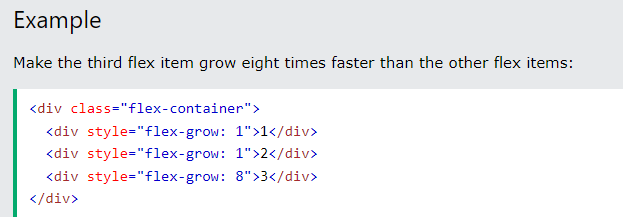 Example
Make the third flex item grow eight times faster than the other flex items:
<div class="flex-container">
  <div style="flex-grow: 1">1</div>
  <div style="flex-grow: 1">2</div>
  <div style="flex-grow: 8">3</div>
</div>